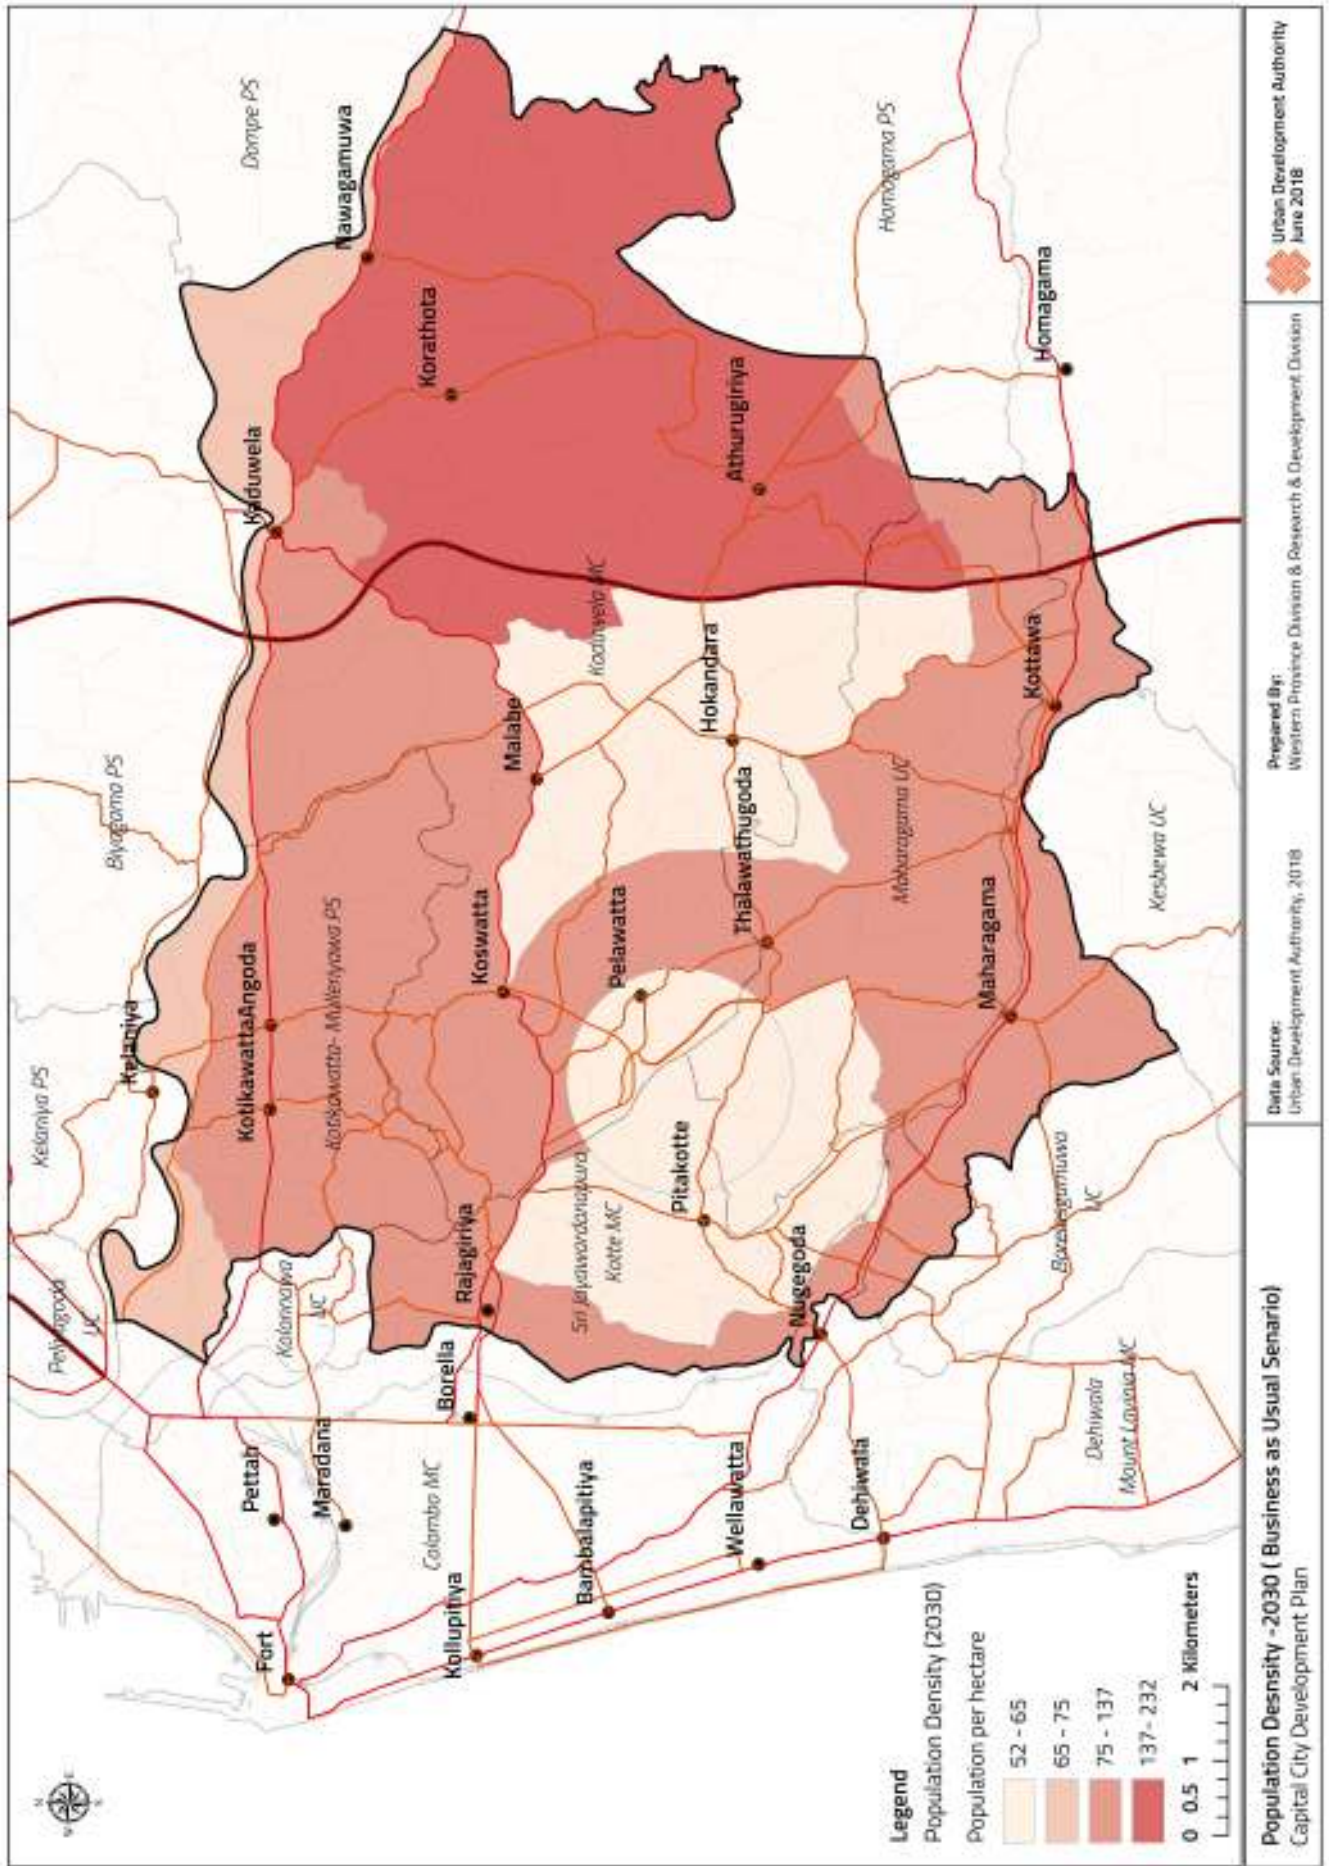 Dompe PS
Nawagamuwa
Korathota
Kaduwela
Biyagama PS
Kelaniya PS
Kelaniya
Peliyagoda
UC
KotikawattaAngoda
Kotikawatta- Mulleriyawa PS
Kolonnawa
UC
Pettah
Maradana
Fort
Borella
Rajagiriya
Koswatta
Malabe
Kaduwela MC
Athurugiriya
Homagama PS
Homagama
Hokandara
Thalawathugoda
Pelawatta
Pitakotte
Sri Jayawardanapura
Kotte MC
Nugegoda
Maharagama UC
Maharagama
Kottawa
Kesbewa UC
Boralesgamuwa
UC
Colombo MC
Kollupitiya
Bambalapitiya
Wellawatta
Dehiwala
Dehiwala
Mount Lavinia MC
N
E
S
W
Legend
Population Density (2030)
Population per hectare
52 - 65
65 - 75
75 - 137
137- 232
0 0.5 1 2 Kilometers
Population Desnsity -2030 ( Business as Usual Senario)
Capital City Development Plan
Data Source:
Urban Development Authority, 2018
Prepared By:
Western Province Division & Research & Development Division
Urban Development Authority
June 2018